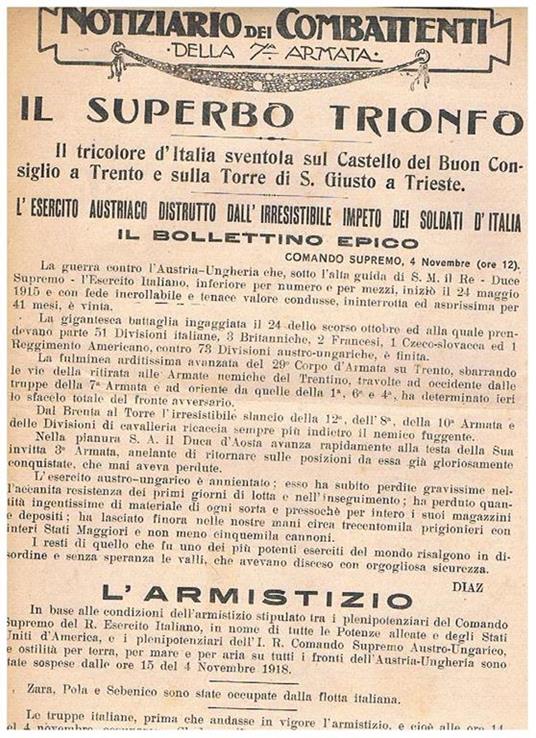 NOTIZIARIO DEI COMBATTENTI
DELLA 7ª ARMATA
IL SUPERBO TRIONFO
Il tricolore d'Italia sventola sul Castello del Buon Con-
siglio a Trento e sulla Torre di S. Giusto a Trieste.
L'ESERCITO AUSTRIACO DISTRUTTO DALL'IRRESISTIBILE IMPETO DEI SOLDATI D'ITALIA
IL BOLLETTINO EPICO
COMANDO SUPREMO, 4 Novembre (ore 12).
La guerra contro l'Austria-Ungheria che, sotto l'alta guida di S. M. il Re - Duce
Supremo - l'Esercito Italiano, inferiore per numero e per mezzi, iniziò il 24 maggio
1915 e con fede incrollabile e tenace valore condusse, ininterrotta ed asprissima per
41 mesi, è vinta.
La gigantesca battaglia ingaggiata il 24 dello scorso ottobre ed alla quale pren-
devano parte 51 Divisioni italiane, 3 Britanniche, 2 Francesi, 1 Czeco-slovacca ed 1
Reggimento Americano, contro 73 Divisioni austro-ungariche, è finita.
La fulminea arditissima avanzata del 29º Corpo d'Armata su Trento, sbarrando
le vie della ritirata alle Armate nemiche del Trentino, travolte ad occidente dalle
truppe della 7ª Armata e ad oriente da quelle della 1ª, 6ª e 4ª, ha determinato ieri
lo sfacelo totale del fronte avversario.
Dal Brenta al Torre l'irresistibile slancio della 12ª, dell'8ª, della 10ª Armata e
delle Divisioni di cavalleria ricaccia sempre più indietro il nemico fuggente.
Nella pianura S. A. il Duca d'Aosta avanza rapidamente alla testa della Sua
invitta 3ª Armata, anelante di ritornare sulle posizioni da essa già gloriosamente
conquistate, che mai aveva perdute.
L'esercito austro-ungarico è annientato; esso ha subito perdite gravissime nel-
l'accanita resistenza dei primi giorni di lotta e nell'inseguimento; ha perduto quan-
tità ingentissime di materiale di ogni sorta e pressochè per intero i suoi magazzini
e depositi; ha lasciato finora nelle nostre mani circa trecentomila prigionieri con
interi Stati Maggiori e non meno cinquemila cannoni.
I resti di quello che fu uno dei più potenti eserciti del mondo risalgono in di-
sordine e senza speranza le valli, che avevano disceso con orgogliosa sicurezza.
DIAZ
L'ARMISTIZIO
In base alle condizioni dell'armistizio stipulato tra i plenipotenziari del Comando
Supremo del R. Esercito Italiano, in nome di tutte le Potenze alleate e degli Stati
Uniti d'America, e i plenipotenziari dell'I. R. Comando Supremo Austro-Ungarico,
e ostilità per terra, per mare e per aria su tutti i fronti dell'Austria-Ungheria sono
tate sospese dalle ore 15 del 4 Novembre 1918.
Zara, Pola e Sebenico sono state occupate dalla flotta italiana.
Le truppe italiane, prima che andasse in vigore l'armistizio, e cioè alle ore 14
el 4 novembre